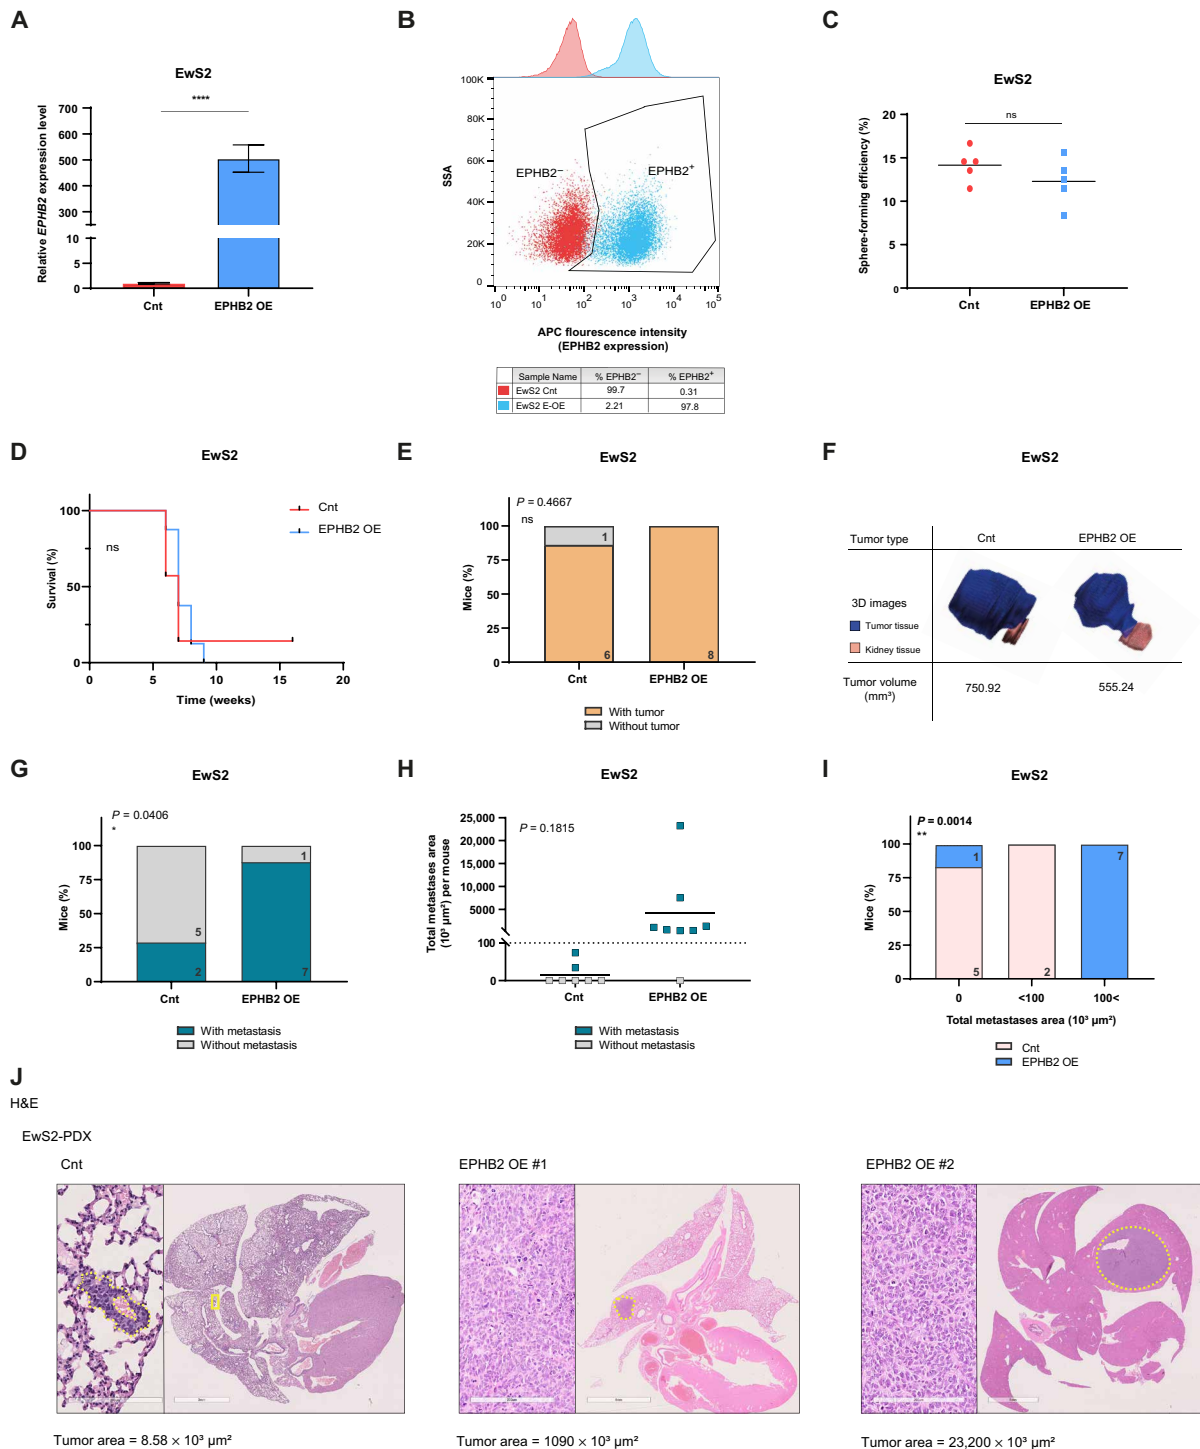 A
EwS2
****
Relative EPHB2 expression level
700
600
500
400
300
200
15
10
5
0
Cnt
EPHB2 OE
B
100K
80K
60K
40K
20K
0
SSA
EPHB2⁻
EPHB2⁺
10⁰
10¹
10²
10³
10⁴
10⁵
APC flourescence intensity
(EPHB2 expression)
Sample Name % EPHB2⁻ % EPHB2⁺
EwS2 Cnt 99.7 0.31
EwS2 E-OE 2.21 97.8
C
EwS2
ns
Sphere-forming efficiency (%)
20
15
10
5
0
Cnt
EPHB2 OE
D
EwS2
Survival (%)
100
50
0
ns
Cnt
EPHB2 OE
0
5
10
15
20
Time (weeks)
E
EwS2
P = 0.4667
ns
Mice (%)
100
75
50
25
0
1
6
8
Cnt
EPHB2 OE
With tumor
Without tumor
F
EwS2
Tumor type Cnt EPHB2 OE
3D images
Tumor tissue
Kidney tissue
Tumor volume
(mm³)
750.92
555.24
G
EwS2
P = 0.0406
*
Mice (%)
100
75
50
25
0
5
2
1
7
Cnt
EPHB2 OE
With metastasis
Without metastasis
H
EwS2
P = 0.1815
Total metastases area
(10³ µm²) per mouse
25,000
20,000
15,000
10,000
5000
100
0
Cnt
EPHB2 OE
With metastasis
Without metastasis
I
EwS2
P = 0.0014
**
Mice (%)
100
75
50
25
0
1
5
2
7
0
<100
100<
Total metastases area (10³ µm²)
Cnt
EPHB2 OE
J
H&E
EwS2-PDX
Cnt
EPHB2 OE #1
EPHB2 OE #2
Tumor area = 8.58 × 10³ µm²
Tumor area = 1090 × 10³ µm²
Tumor area = 23,200 × 10³ µm²